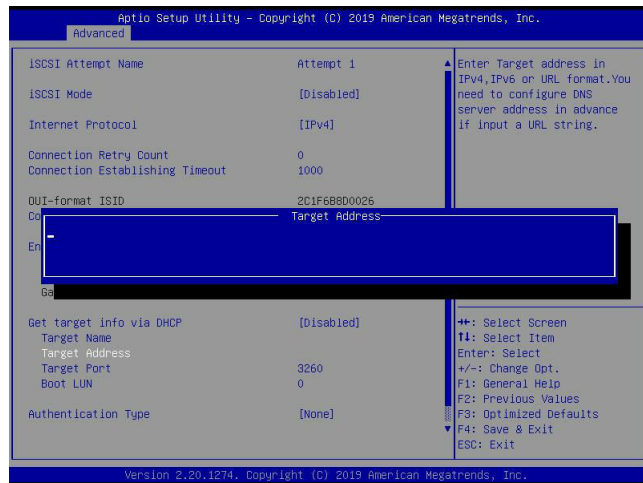 Aptio Setup Utility - Copyright (C) 2019 American Megatrends, Inc.
Advanced
iSCSI Attempt Name Attempt 1
iSCSI Mode [Disabled]
Internet Protocol [IPv4]
Connection Retry Count 0
Connection Establishing Timeout 1000
OUI-format ISID 2C1F6B8D0026
Co
En
Ga
Target Address
Get target info via DHCP [Disabled]
Target Name
Target Address
Target Port 3260
Boot LUN 0
Authentication Type [None]
Enter Target address in
IPv4,IPv6 or URL format.You
need to configure DNS
server address in advance
if input a URL string.
→←: Select Screen
↑↓: Select Item
Enter: Select
+/-: Change Opt.
F1: General Help
F2: Previous Values
F3: Optimized Defaults
F4: Save & Exit
ESC: Exit
Version 2.20.1274. Copyright (C) 2019 American Megatrends, Inc.